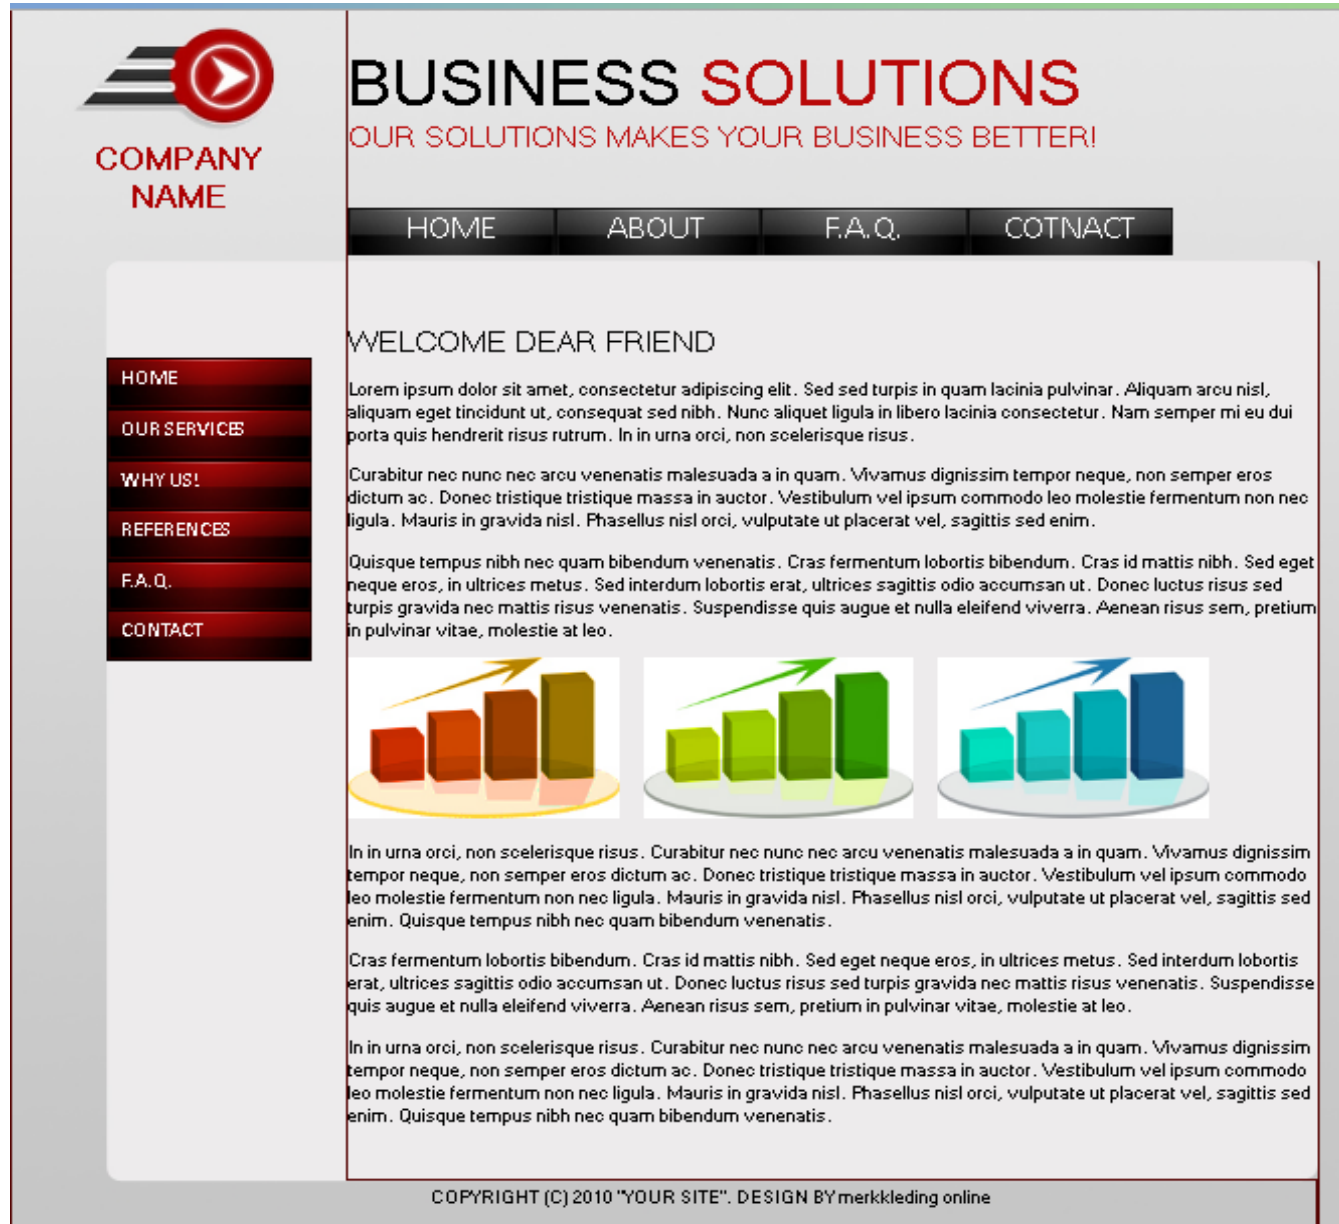 COMPANY
NAME
BUSINESS SOLUTIONS
OUR SOLUTIONS MAKES YOUR BUSINESS BETTER!
HOME ABOUT F.A.Q. COTNACT
HOME
OUR SERVICES
WHY US!
REFERENCES
F.A.Q.
CONTACT
WELCOME DEAR FRIEND
Lorem ipsum dolor sit amet, consectetur adipiscing elit. Sed sed turpis in quam lacinia pulvinar. Aliquam arcu nisl,
aliquam eget tincidunt ut, consequat sed nibh. Nunc aliquet ligula in libero lacinia consectetur. Nam semper mi eu dui
porta quis hendrerit risus rutrum. In in urna orci, non scelerisque risus.
Curabitur nec nunc nec arcu venenatis malesuada a in quam. Vivamus dignissim tempor neque, non semper eros
dictum ac. Donec tristique tristique massa in auctor. Vestibulum vel ipsum commodo leo molestie fermentum non nec
ligula. Mauris in gravida nisl. Phasellus nisl orci, vulputate ut placerat vel, sagittis sed enim.
Quisque tempus nibh nec quam bibendum venenatis. Cras fermentum lobortis bibendum. Cras id mattis nibh. Sed eget
neque eros, in ultrices metus. Sed interdum lobortis erat, ultrices sagittis odio accumsan ut. Donec luctus risus sed
turpis gravida nec mattis risus venenatis. Suspendisse quis augue et nulla eleifend viverra. Aenean risus sem, pretium
in pulvinar vitae, molestie at leo.
In in urna orci, non scelerisque risus. Curabitur nec nunc nec arcu venenatis malesuada a in quam. Vivamus dignissim
tempor neque, non semper eros dictum ac. Donec tristique tristique massa in auctor. Vestibulum vel ipsum commodo
leo molestie fermentum non nec ligula. Mauris in gravida nisl. Phasellus nisl orci, vulputate ut placerat vel, sagittis sed
enim. Quisque tempus nibh nec quam bibendum venenatis.
Cras fermentum lobortis bibendum. Cras id mattis nibh. Sed eget neque eros, in ultrices metus. Sed interdum lobortis
erat, ultrices sagittis odio accumsan ut. Donec luctus risus sed turpis gravida nec mattis risus venenatis. Suspendisse
quis augue et nulla eleifend viverra. Aenean risus sem, pretium in pulvinar vitae, molestie at leo.
In in urna orci, non scelerisque risus. Curabitur nec nunc nec arcu venenatis malesuada a in quam. Vivamus dignissim
tempor neque, non semper eros dictum ac. Donec tristique tristique massa in auctor. Vestibulum vel ipsum commodo
leo molestie fermentum non nec ligula. Mauris in gravida nisl. Phasellus nisl orci, vulputate ut placerat vel, sagittis sed
enim. Quisque tempus nibh nec quam bibendum venenatis.
COPYRIGHT (C) 2010 "YOUR SITE". DESIGN BY merkkleding online